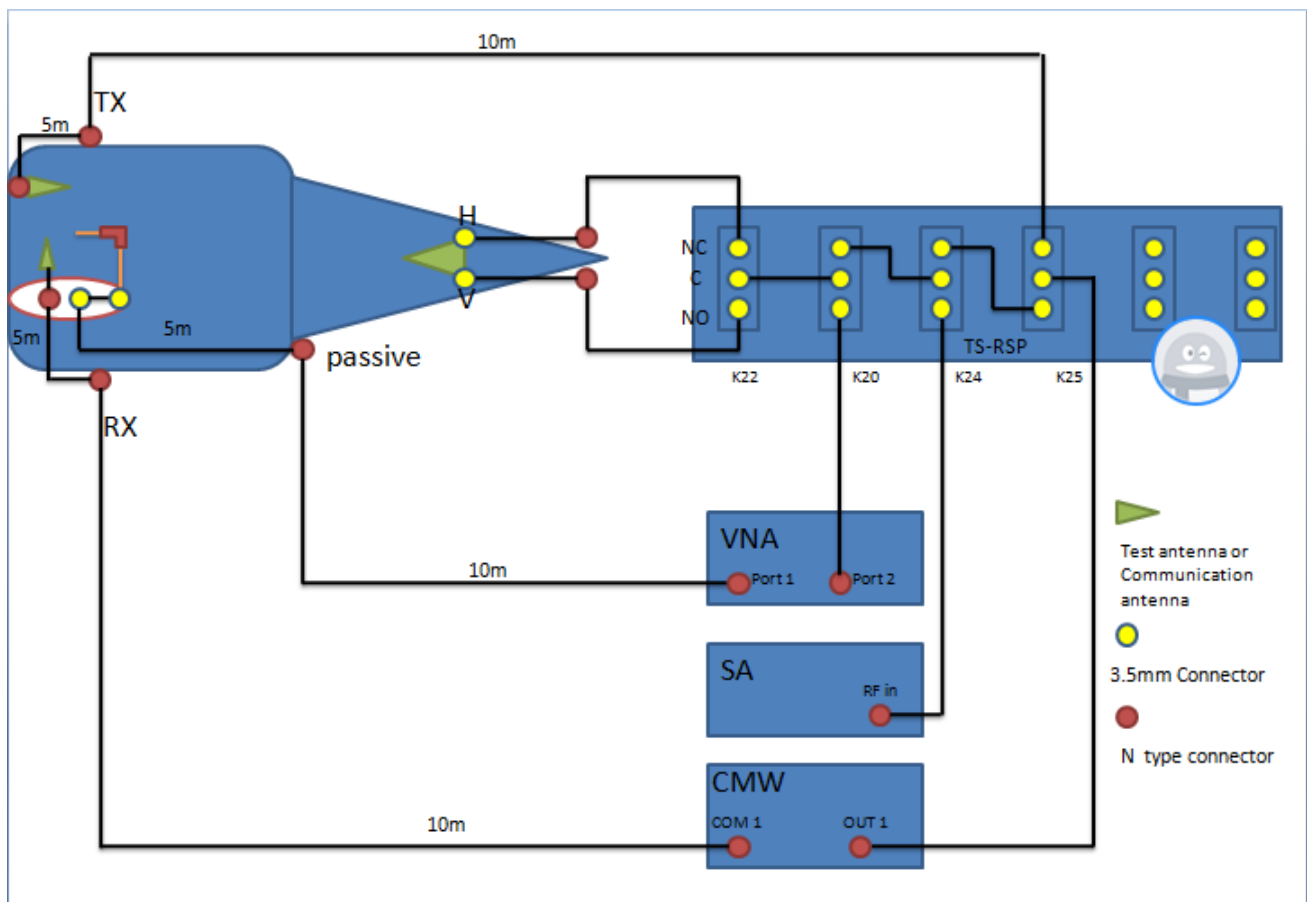 10m
TX
5m
H
V
NC
C
NO
TS-RSP
K22
K20
K24
K25
5m
5m
passive
RX
VNA
Port 1
Port 2
10m
SA
RF in
CMW
COM 1
OUT 1
10m
Test antenna or
Communication
antenna
3.5mm Connector
N type connector